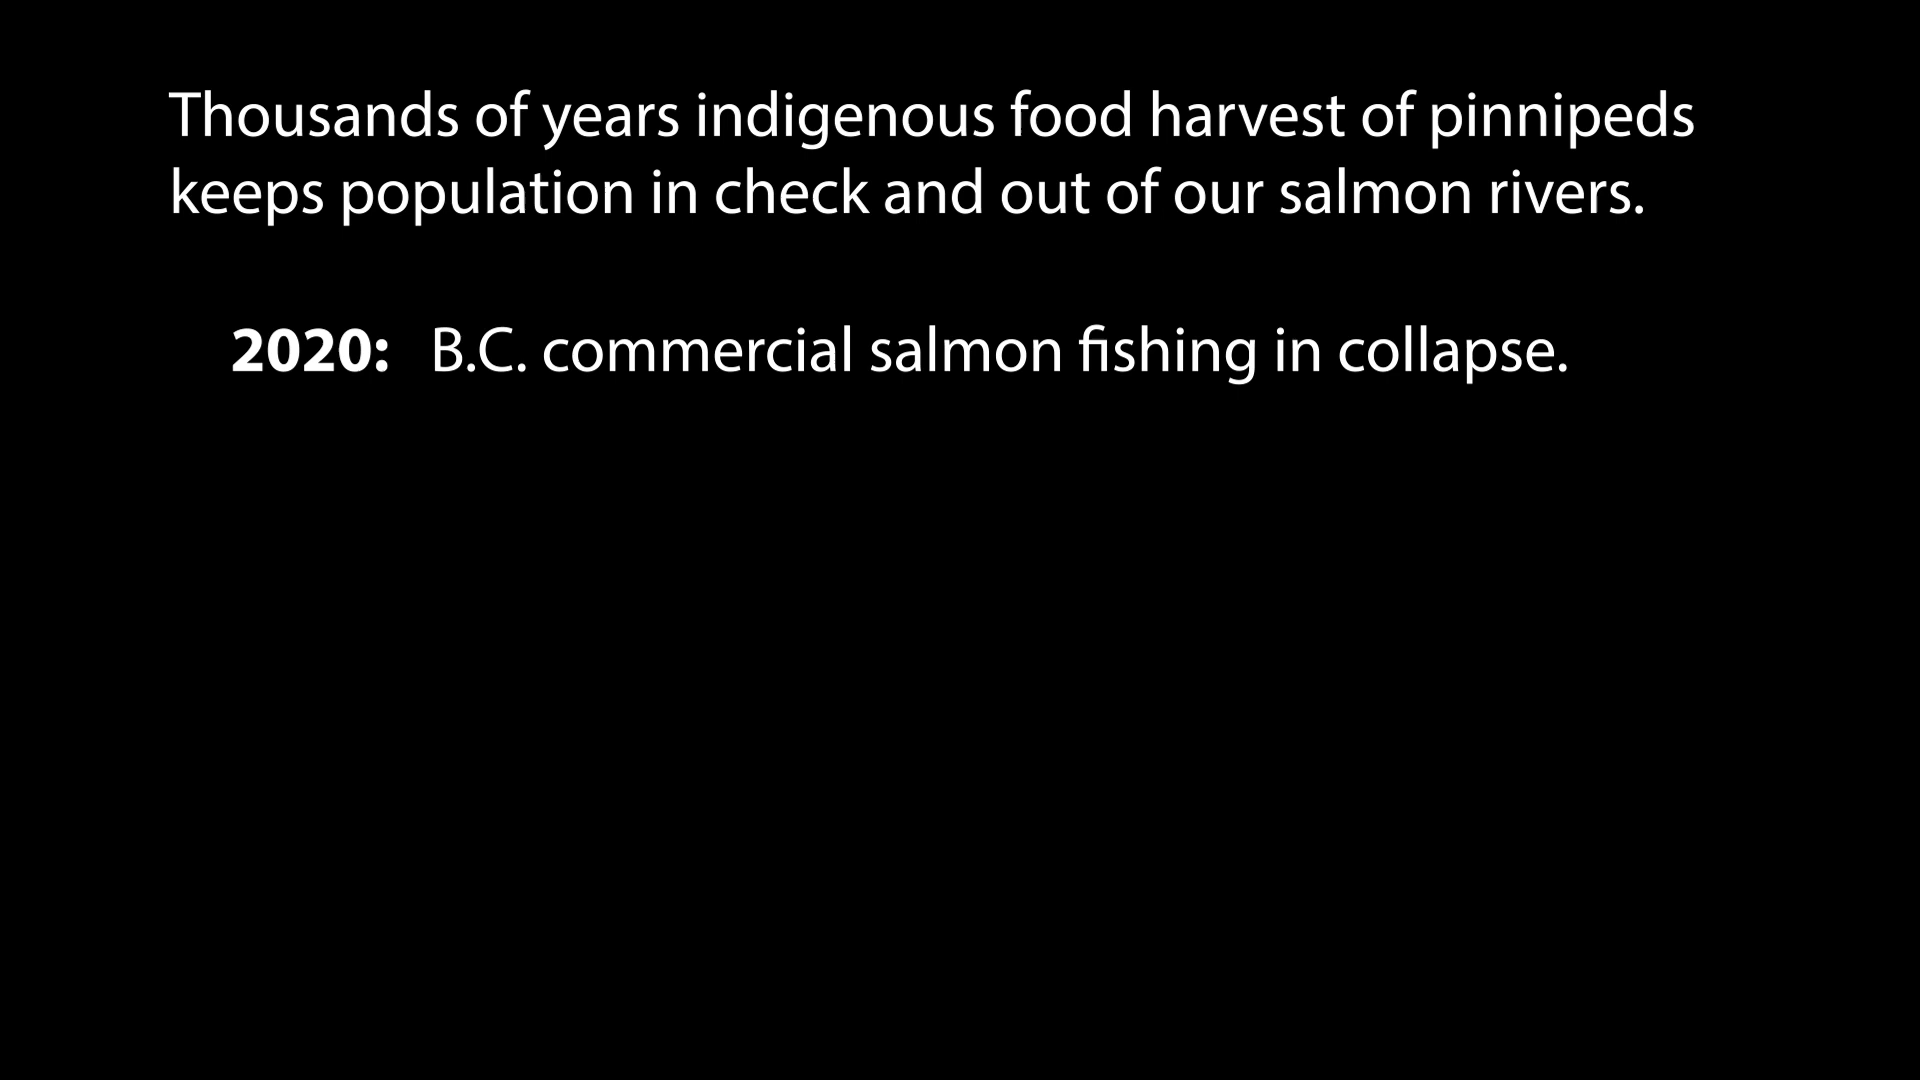 Thousands of years indigenous food harvest of pinnipeds
keeps population in check and out of our salmon rivers.
2020: B.C. commercial salmon fishing in collapse.